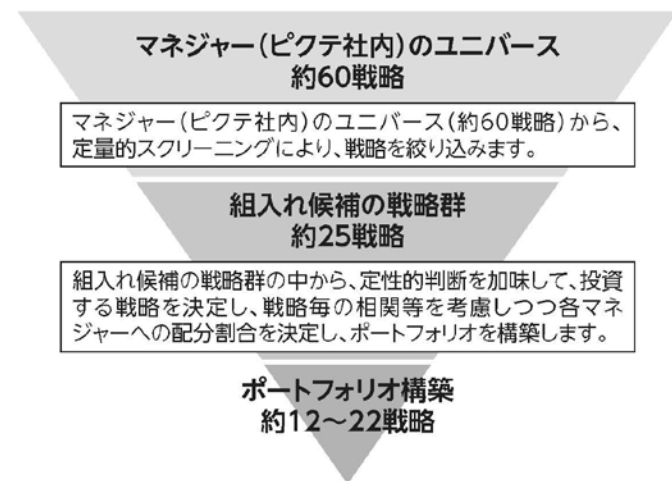 マネジャー(ピクテ社内)のユニバース
約60戦略
マネジャー(ピクテ社内)のユニバース(約60戦略)から、
定量的スクリーニングにより、戦略を絞り込みます。
組入れ候補の戦略群
約25戦略
組入れ候補の戦略群の中から、定性的判断を加味して、投資
する戦略を決定し、戦略毎の相関等を考慮しつつ各マネ
ジャーへの配分割合を決定し、ポートフォリオを構築します。
ポートフォリオ構築
約12～22戦略